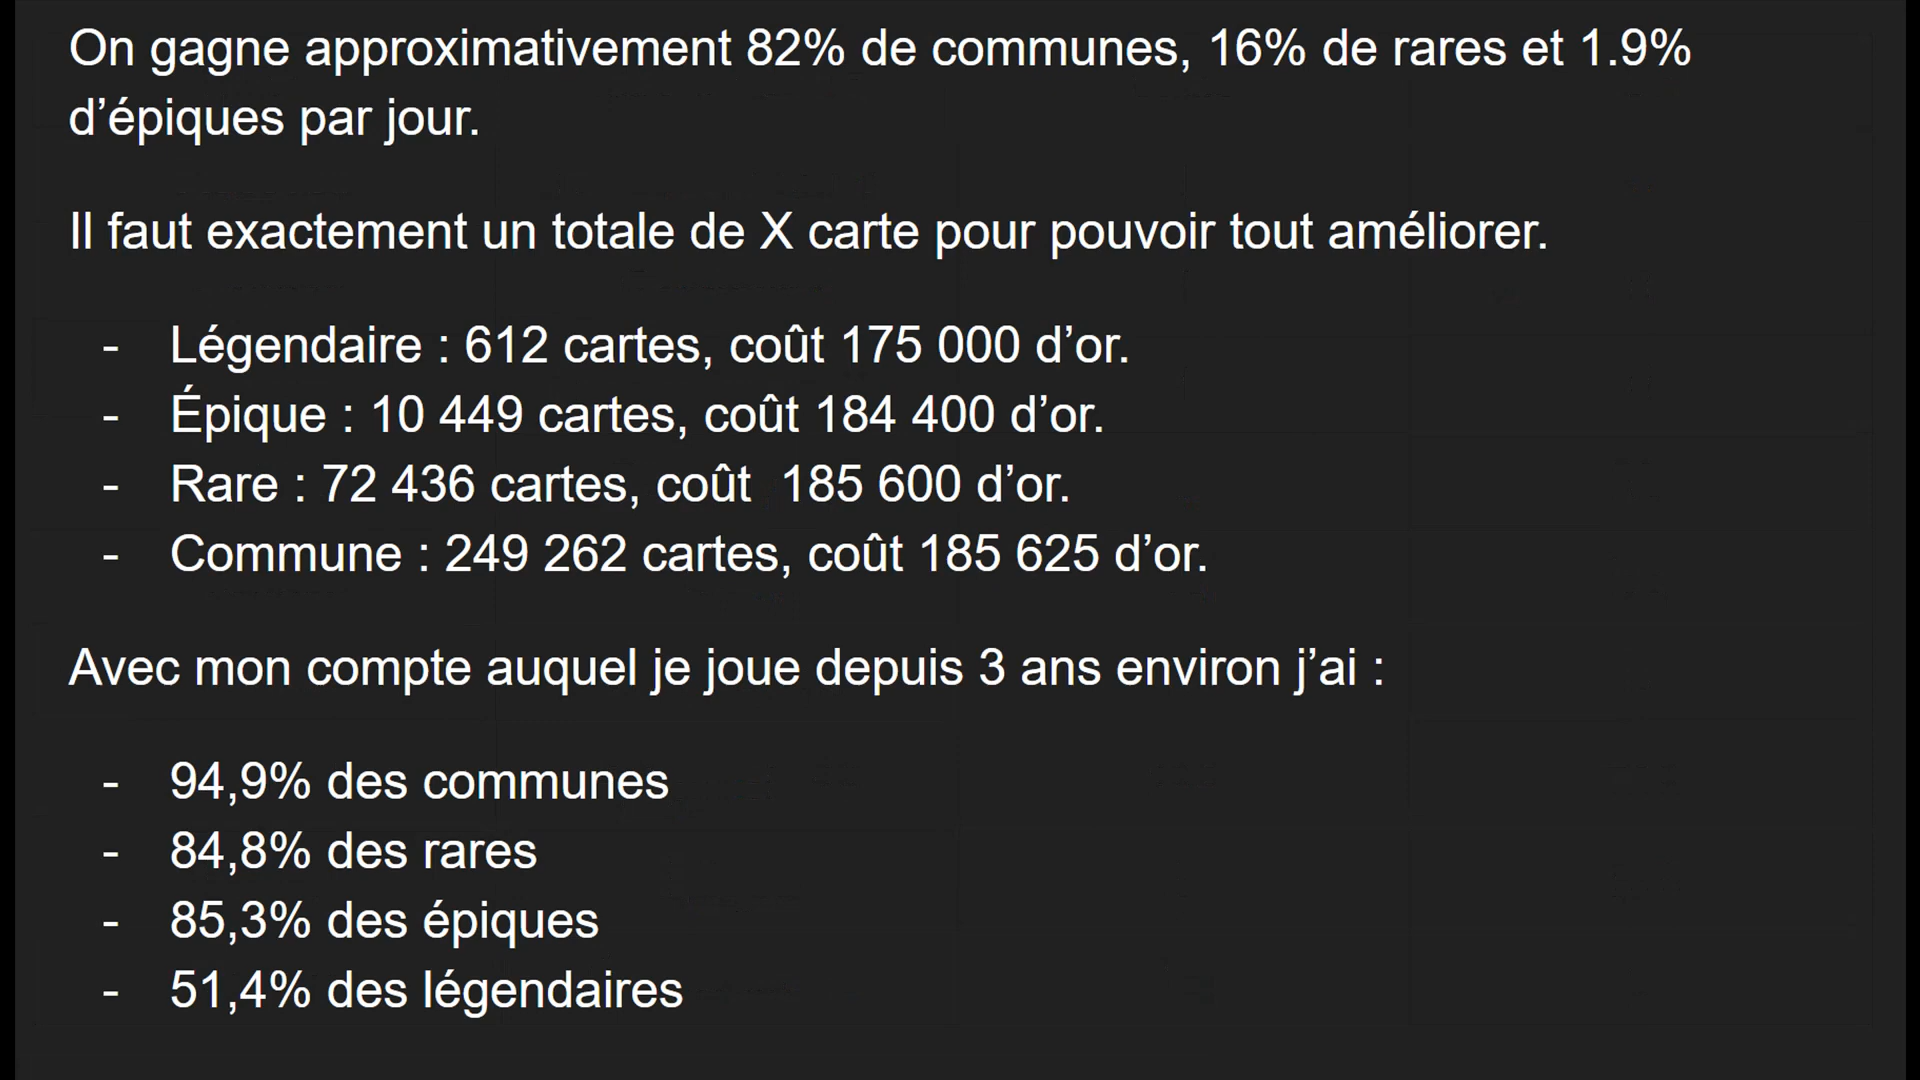 On gagne approximativement 82% de communes, 16% de rares et 1.9%
d’épiques par jour.
Il faut exactement un totale de X carte pour pouvoir tout améliorer.
- Légendaire : 612 cartes, coût 175 000 d’or.
- Épique : 10 449 cartes, coût 184 400 d’or.
- Rare : 72 436 cartes, coût  185 600 d’or.
- Commune : 249 262 cartes, coût 185 625 d’or.
Avec mon compte auquel je joue depuis 3 ans environ j’ai :
- 94,9% des communes
- 84,8% des rares
- 85,3% des épiques
- 51,4% des légendaires